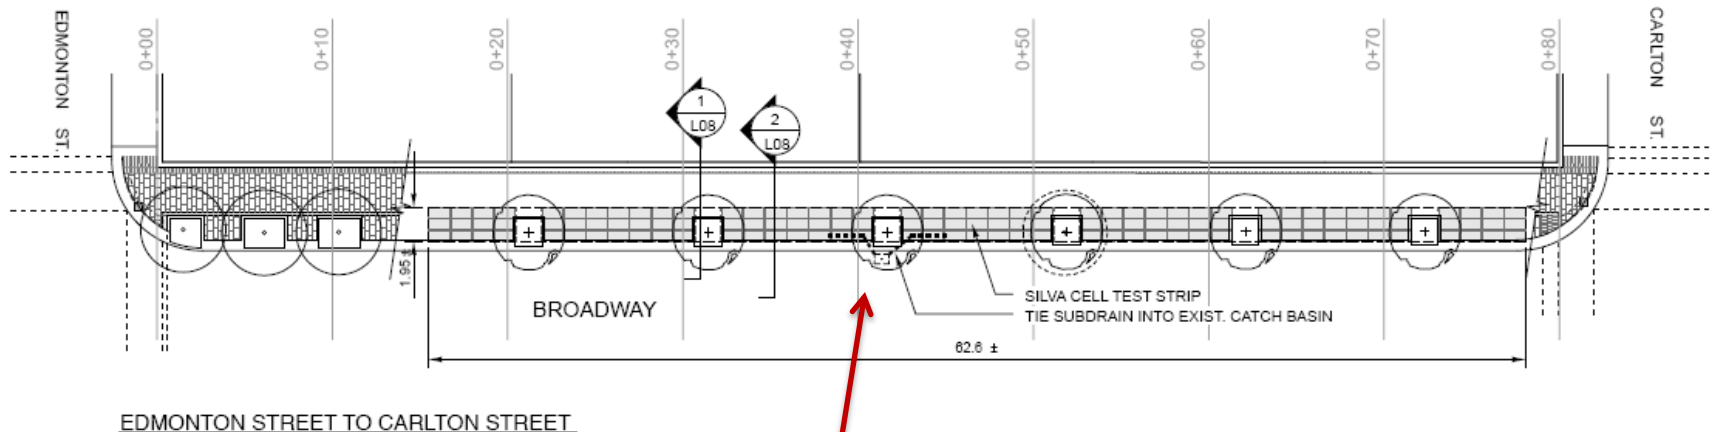 EDMONTON ST.
0+00
0+10
0+20
0+30
0+40
0+50
0+60
0+70
0+80
CARLTON ST.
1
L08
2
L08
1.95 ±
BROADWAY
SILVA CELL TEST STRIP
TIE SUBDRAIN INTO EXIST. CATCH BASIN
62.6 ±
EDMONTON STREET TO CARLTON STREET